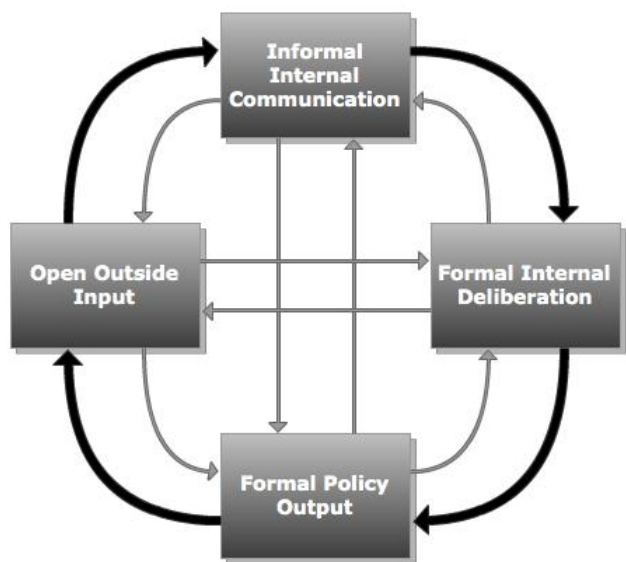 Informal
Internal
Communication
Open Outside
Input
Formal Internal
Deliberation
Formal Policy
Output